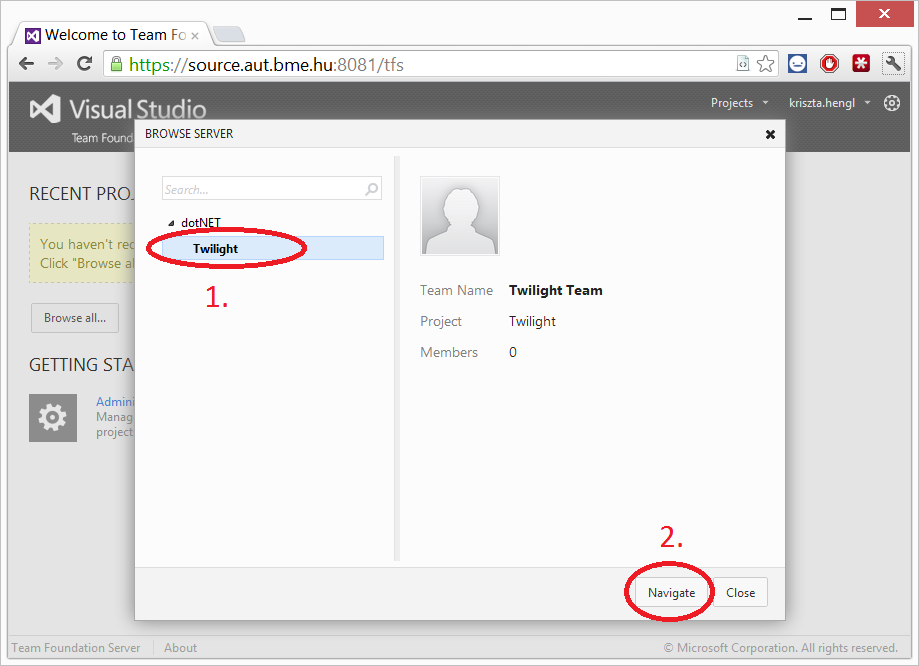 Welcome to Team Fo
https://source.aut.bme.hu:8081/tfs
Visual Studio
Projects
kriszta.hengl
Team Found
BROWSE SERVER
RECENT PRO
You haven't rec
Click "Browse al
Browse all...
GETTING STA
Admini
Manag
project
Search...
dotNET
Twilight
1.
Team Name Twilight Team
Project Twilight
Members 0
2.
Navigate
Close
Team Foundation Server
About
© Microsoft Corporation. All rights reserved.